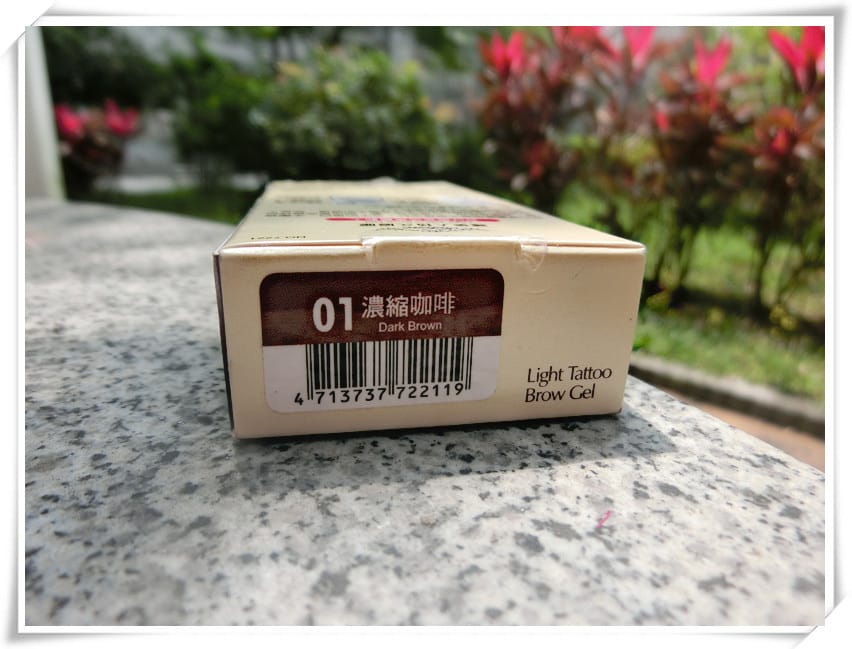 01 濃縮咖啡
Dark Brown
4 713737 722119
Light Tattoo
Brow Gel